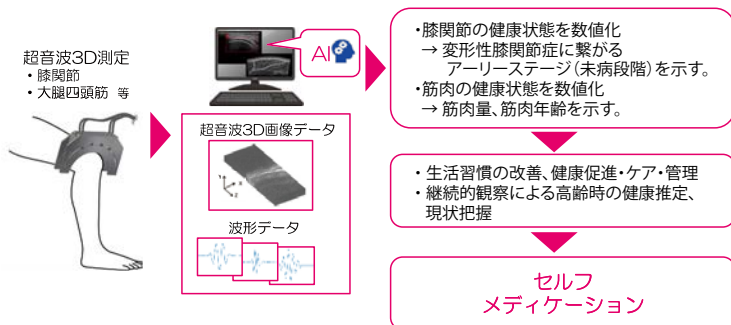 超音波3D測定
・膝関節
・大腿四頭筋 等
AI
超音波3D画像データ
Y
X
Z
波形データ
・膝関節の健康状態を数値化
→ 変形性膝関節症に繋がる
アーリーステージ(未病段階)を示す。
・筋肉の健康状態を数値化
→ 筋肉量、筋肉年齢を示す。
・生活習慣の改善、健康促進・ケア・管理
・継続的観察による高齢時の健康推定、
現状把握
セルフ
メディケーション